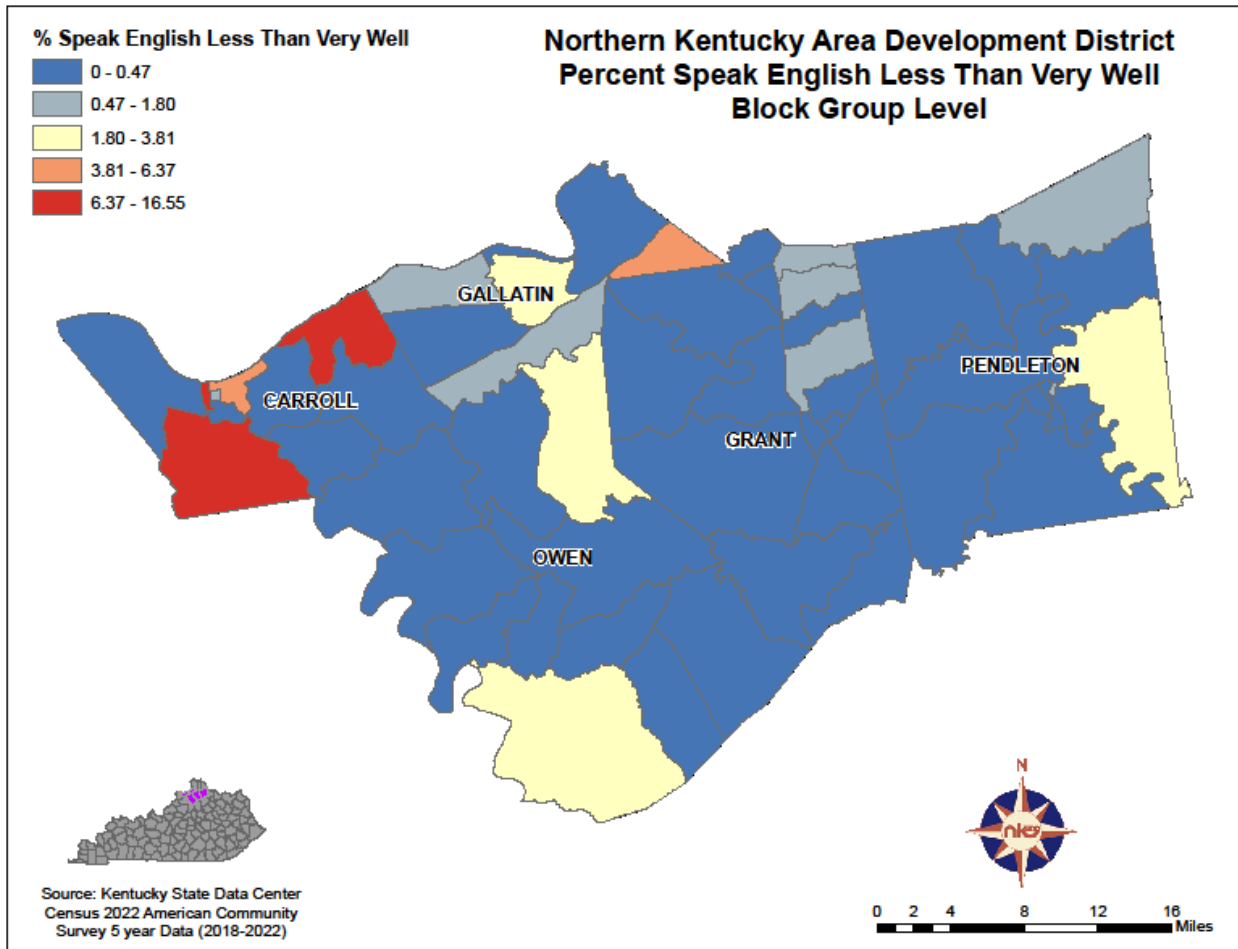 % Speak English Less Than Very Well
0 - 0.47
0.47 - 1.80
1.80 - 3.81
3.81 - 6.37
6.37 - 16.55
Northern Kentucky Area Development District
Percent Speak English Less Than Very Well
Block Group Level
GALLATIN
CARROLL
PENDLETON
GRANT
OWEN
N
Source: Kentucky State Data Center
Census 2022 American Community
Survey 5 year Data (2018-2022)
0 2 4 8 12 16
Miles